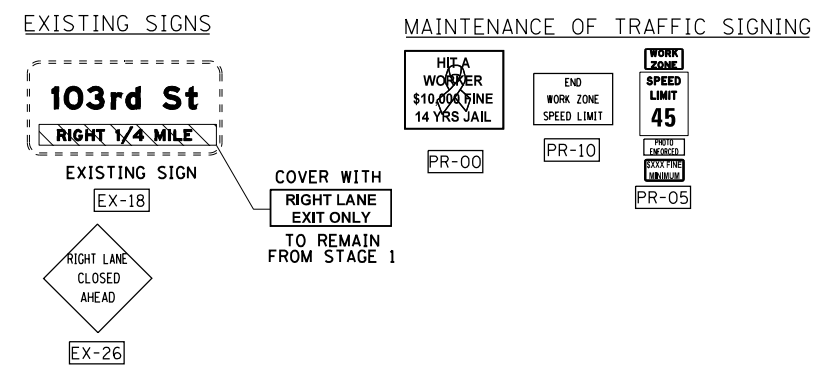 EXISTING SIGNS
103rd St
RIGHT 1/4 MILE
EXISTING SIGN
EX-18
COVER WITH
RIGHT LANE
EXIT ONLY
TO REMAIN
FROM STAGE 1
RIGHT LANE
CLOSED
AHEAD
EX-26
MAINTENANCE OF TRAFFIC SIGNING
HIT A
WORKER
$10,000 FINE
14 YRS JAIL
PR-00
END
WORK ZONE
SPEED LIMIT
PR-10
WORK
ZONE
SPEED
LIMIT
45
PHOTO
ENFORCED
$XXX FINE
MINIMUM
PR-05